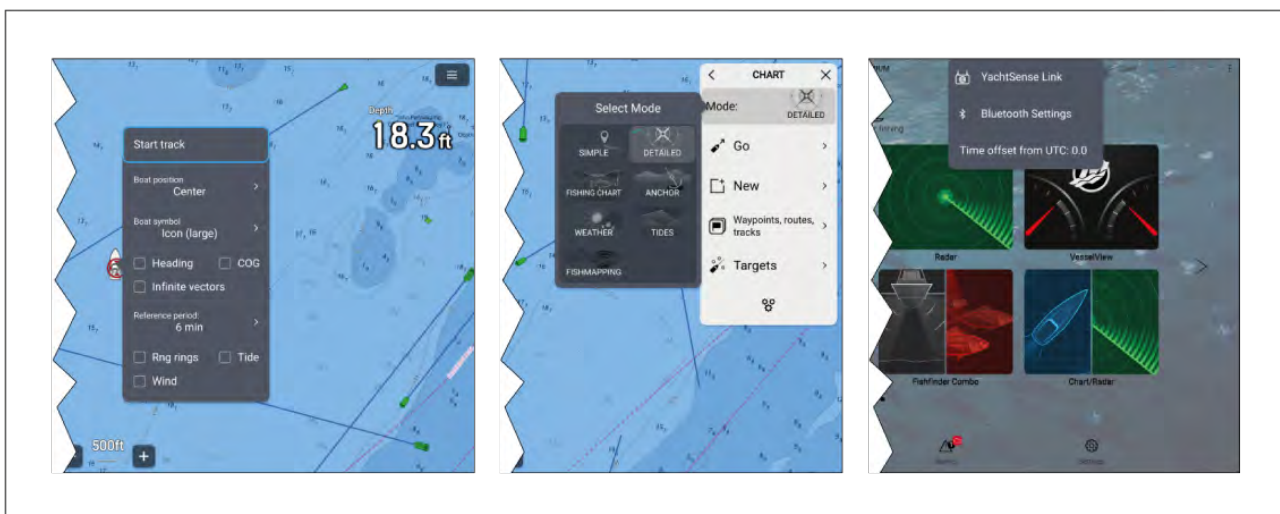 Depth
18.3 ft
Start track
Boat position
Center
Boat symbol
Icon (large)
Heading
COG
Infinite vectors
Reference period:
6 min
Rng rings
Tide
Wind
500ft
+
CHART
Select Mode
Mode:
DETAILED
SIMPLE
DETAILED
FISHING CHART
ANCHOR
WEATHER
TIDES
FISHMAPPING
Go
New
Waypoints, routes,
tracks
Targets
YachtSense Link
Bluetooth Settings
Time offset from UTC: 0.0
Radar
VesselView
Fishfinder Combo
Chart/Radar
Settings